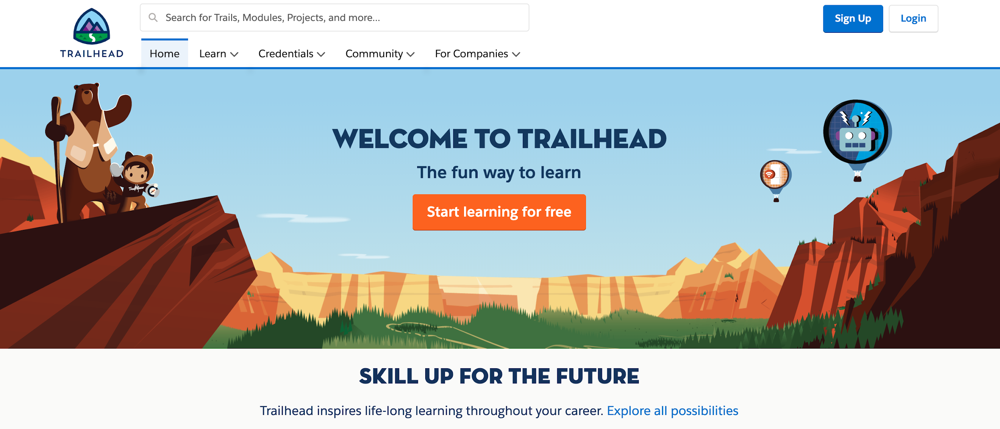 Search for Trails, Modules, Projects, and more...
Sign Up
Login
TRAILHEAD
Home
Learn
Credentials
Community
For Companies
WELCOME TO TRAILHEAD
The fun way to learn
Trailblazer
Start learning for free
SKILL UP FOR THE FUTURE
Trailhead inspires life-long learning throughout your career. Explore all possibilities